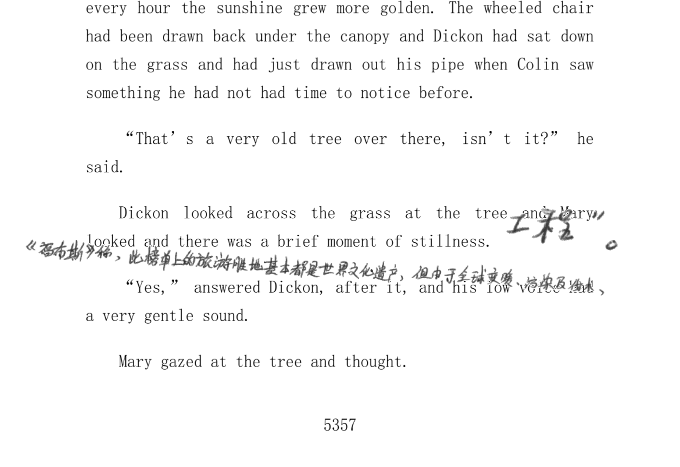 every hour the sunshine grew more golden. The wheeled chair
had been drawn back under the canopy and Dickon had sat down
on the grass and had just drawn out his pipe when Colin saw
something he had not had time to notice before.
“That’s a very old tree over there, isn’t it?” he
said.
Dickon looked across the grass at the tree and Mary
工程”。
looked and there was a brief moment of stillness.
《福布斯》称，此榜单上的旅游胜地基本都是世界文化遗产，但由于全球变暖、污染及洪水、
“Yes,” answered Dickon, after it, and his low voice had
a very gentle sound.
Mary gazed at the tree and thought.
5357